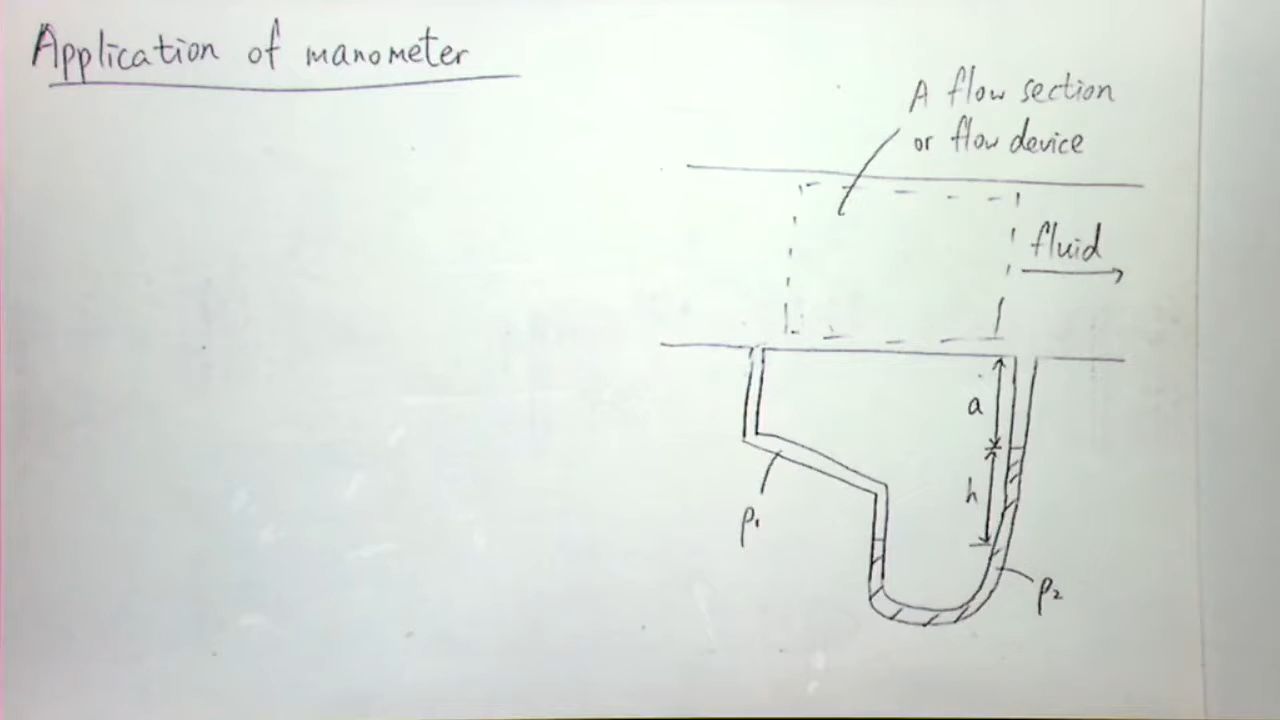 Application of manometer
A flow section
or flow device
fluid
a
h
ρ₁
ρ₂